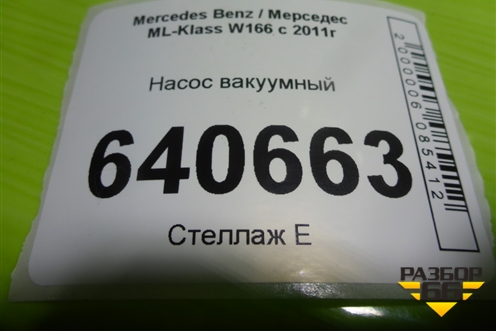 Mercedes Benz / Мерседес
ML-Klass W166 с 2011г
Насос вакуумный
640663
Стеллаж Е
2000006085412
РАЗБОР
66